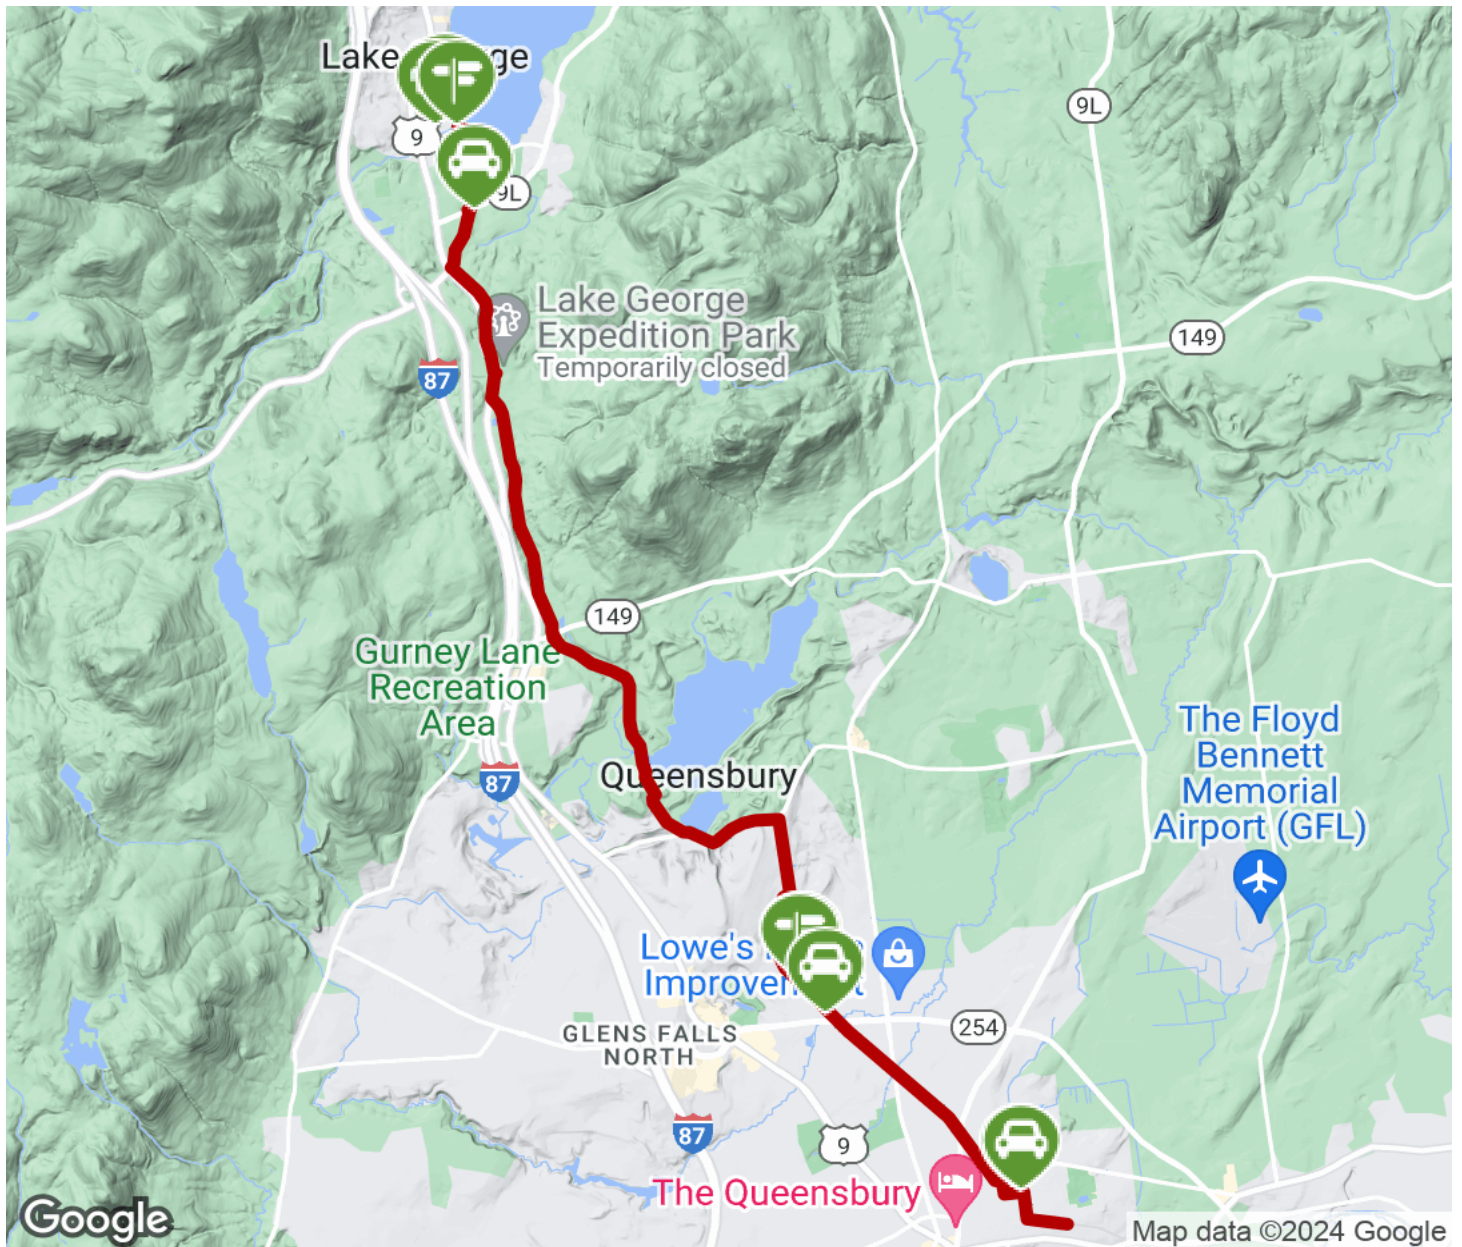 Lake George
9
9L
9L
Lake George
Expedition Park
Temporarily closed
149
87
149
Gurney Lane
Recreation
Area
The Floyd
Bennett
Memorial
Airport (GFL)
Queensbury
87
Lowe's
Improvement
GLENS FALLS
NORTH
254
87
9
The Queensbury
Google
Map data ©2024 Google